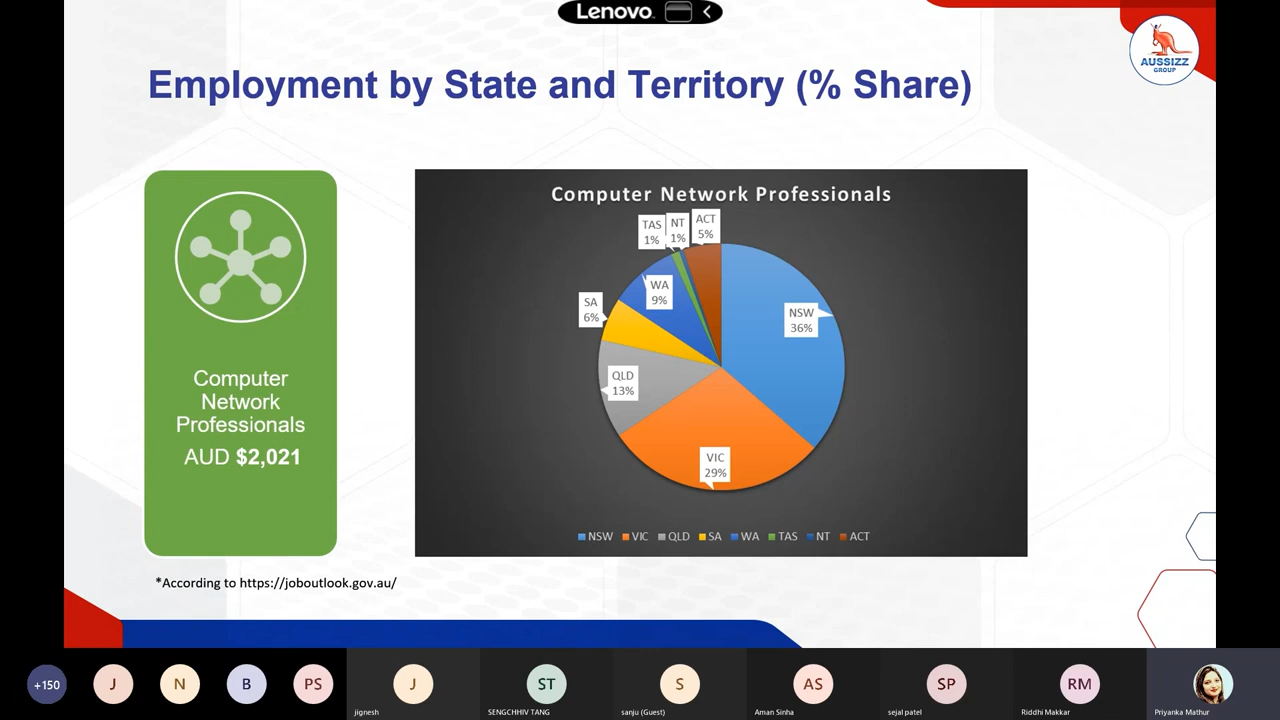 Lenovo
AUSSIZZ
GROUP
Employment by State and Territory (% Share)
Computer
Network
Professionals
AUD $2,021
Computer Network Professionals
TAS
1%
NT
1%
ACT
5%
WA
9%
SA
6%
NSW
36%
QLD
13%
VIC
29%
NSW VIC QLD SA WA TAS NT ACT
*According to https://joboutlook.gov.au/
+150
J
N
B
PS
J
ST
S
AS
SP
RM
jignesh
SENGCHHIV TANG
sanju (Guest)
Aman Sinha
sejal patel
Riddhi Makkar
Priyanka Mathur